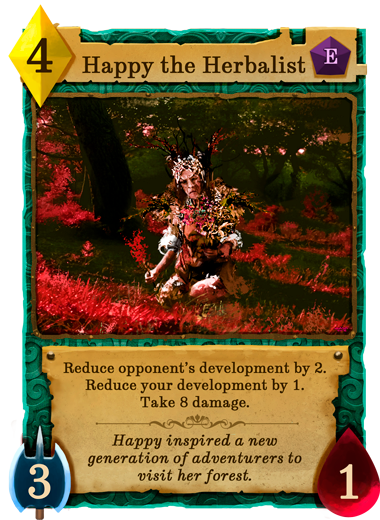 4
Happy the Herbalist
E
Reduce opponent's development by 2.
Reduce your development by 1.
Take 8 damage.
Happy inspired a new
generation of adventurers to
visit her forest.
3
1